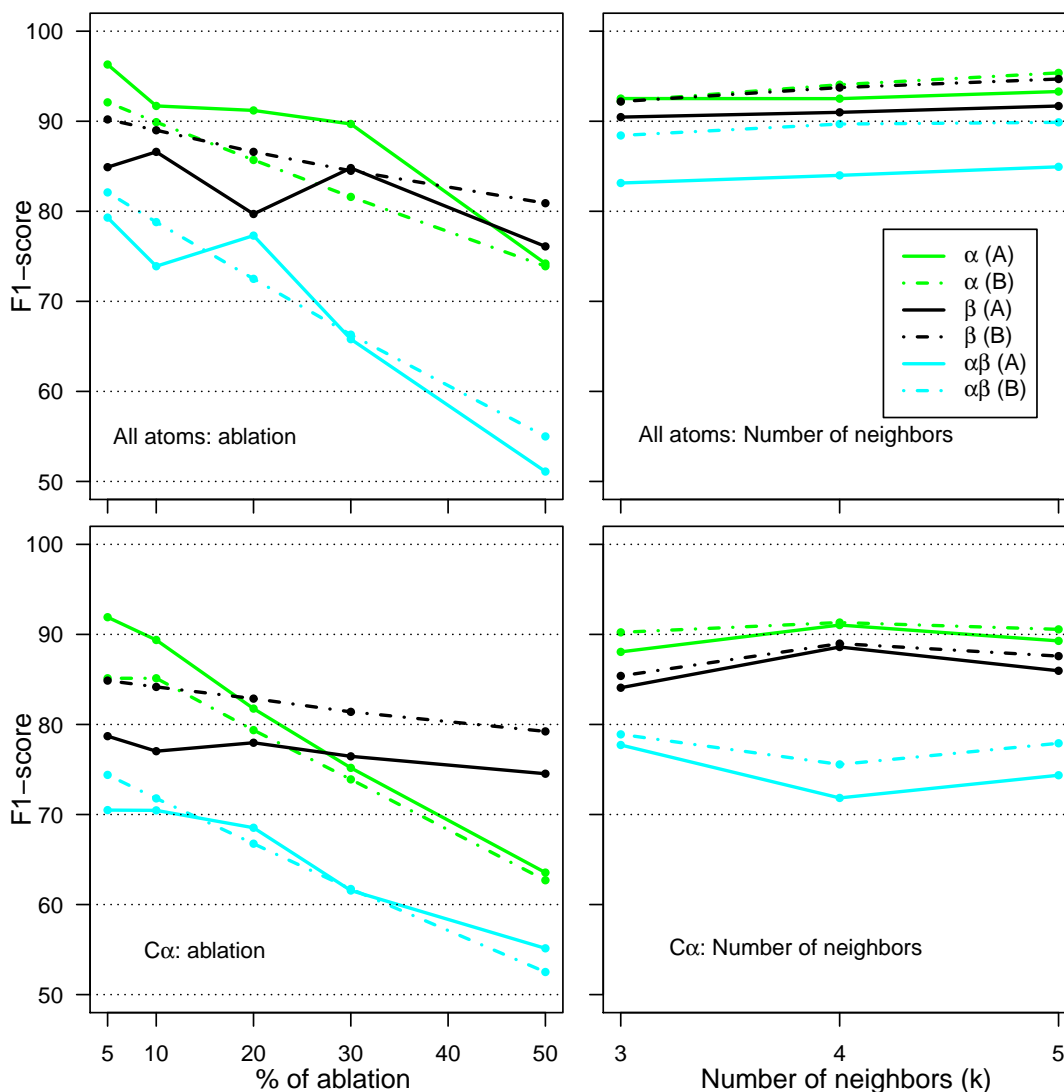 100
90
80
70
60
50
F1−score
All atoms: ablation
All atoms: Number of neighbors
α (A)
α (B)
β (A)
β (B)
αβ (A)
αβ (B)
100
90
80
70
60
50
F1−score
Cα: ablation
Cα: Number of neighbors
5 10 20 30 40 50
% of ablation
3 4 5
Number of neighbors (k)